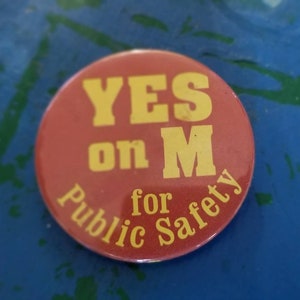 YES
on M
for
Public Safety